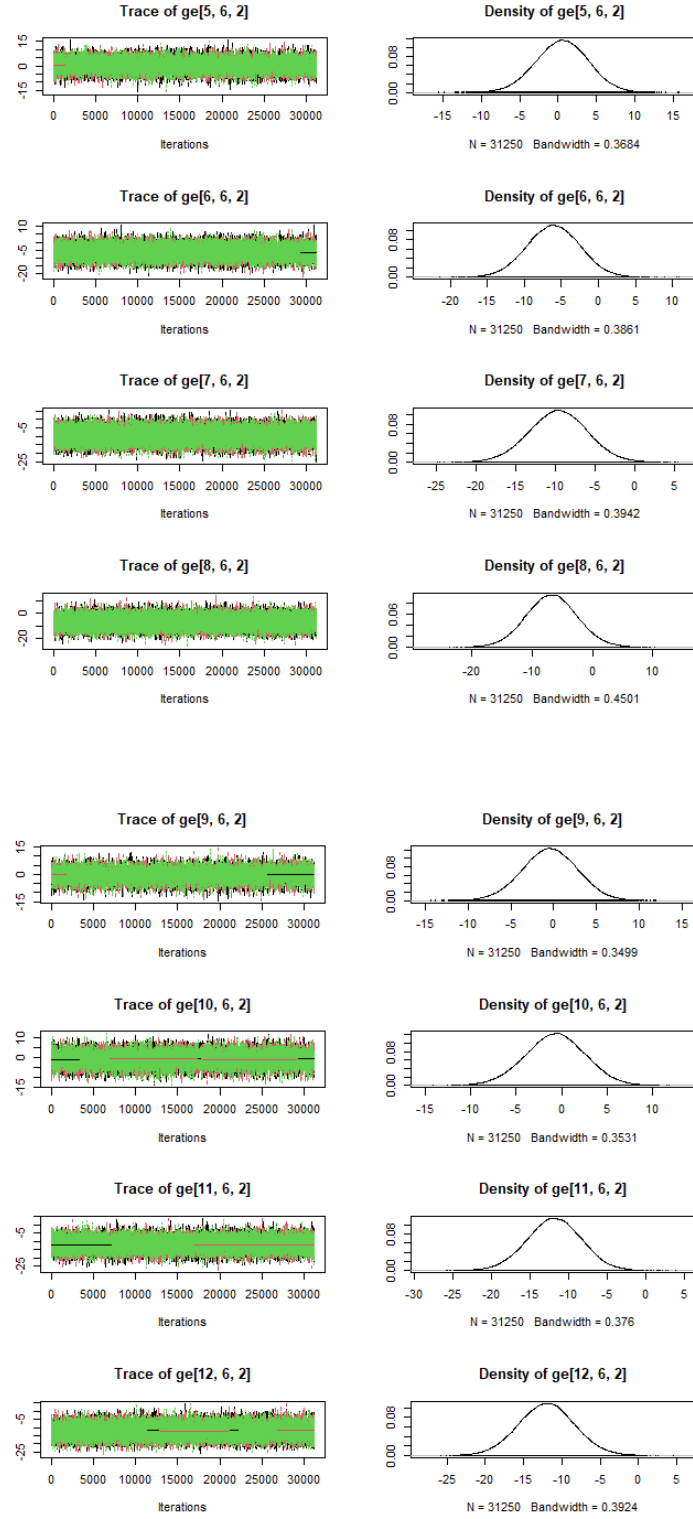 Trace of ge[5, 6, 2]
Density of ge[5, 6, 2]
-15 0 15
0.00 0.08
0 5000 10000 15000 20000 25000 30000
-15 -10 -5 0 5 10 15
Iterations
N = 31250 Bandwidth = 0.3684
Trace of ge[6, 6, 2]
Density of ge[6, 6, 2]
-20 -5 10
0.00 0.08
0 5000 10000 15000 20000 25000 30000
-20 -15 -10 -5 0 5 10
Iterations
N = 31250 Bandwidth = 0.3861
Trace of ge[7, 6, 2]
Density of ge[7, 6, 2]
-25 -5
0.00 0.08
0 5000 10000 15000 20000 25000 30000
-25 -20 -15 -10 -5 0 5
Iterations
N = 31250 Bandwidth = 0.3942
Trace of ge[8, 6, 2]
Density of ge[8, 6, 2]
-20 0
0.00 0.06
0 5000 10000 15000 20000 25000 30000
-20 -10 0 10
Iterations
N = 31250 Bandwidth = 0.4501
Trace of ge[9, 6, 2]
Density of ge[9, 6, 2]
-15 0 15
0.00 0.08
0 5000 10000 15000 20000 25000 30000
-15 -10 -5 0 5 10 15
Iterations
N = 31250 Bandwidth = 0.3499
Trace of ge[10, 6, 2]
Density of ge[10, 6, 2]
-15 0 10
0.00 0.08
0 5000 10000 15000 20000 25000 30000
-15 -10 -5 0 5 10
Iterations
N = 31250 Bandwidth = 0.3531
Trace of ge[11, 6, 2]
Density of ge[11, 6, 2]
-25 -5
0.00 0.08
0 5000 10000 15000 20000 25000 30000
-30 -25 -20 -15 -10 -5 0 5
Iterations
N = 31250 Bandwidth = 0.376
Trace of ge[12, 6, 2]
Density of ge[12, 6, 2]
-25 -5
0.00 0.08
0 5000 10000 15000 20000 25000 30000
-25 -20 -15 -10 -5 0 5
Iterations
N = 31250 Bandwidth = 0.3924